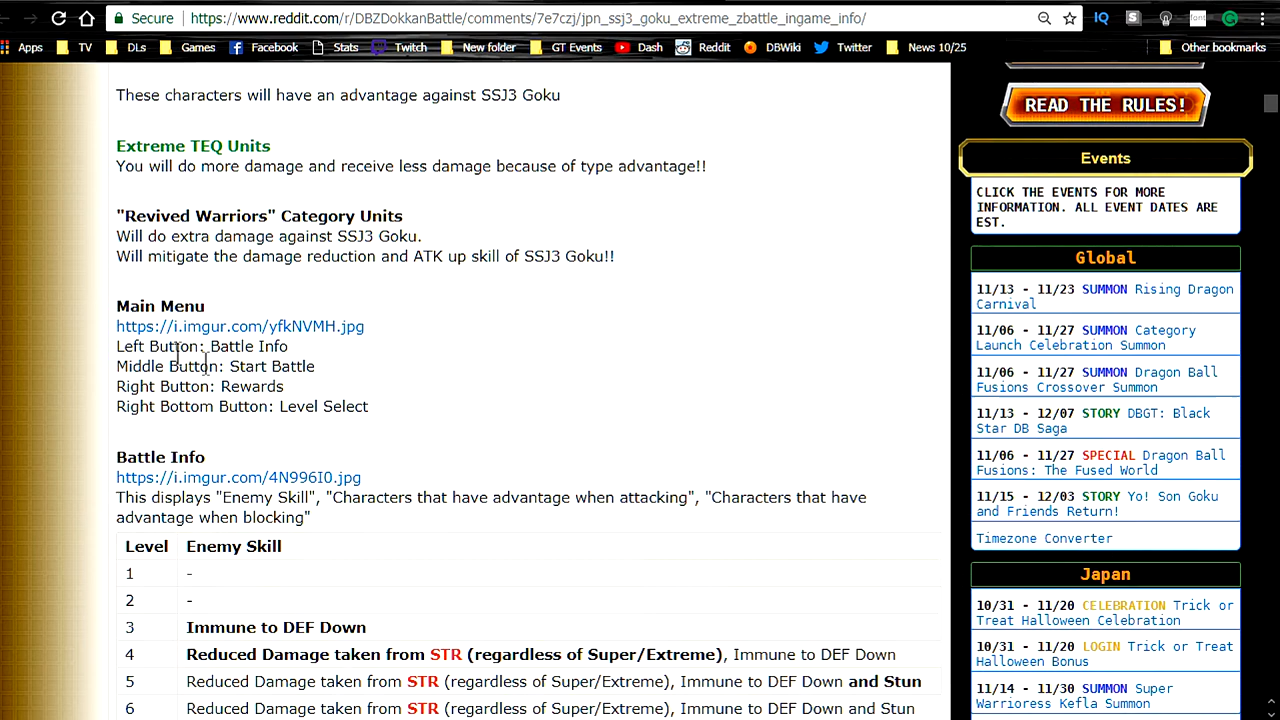 Secure https://www.reddit.com/r/DBZDokkanBattle/comments/7e7czj/jpn_ssj3_goku_extreme_zbattle_ingame_info/
Apps TV DLs Games Facebook Stats Twitch New folder GT Events Dash Reddit DBWiki Twitter News 10/25 Other bookmarks
These characters will have an advantage against SSJ3 Goku
Extreme TEQ Units
You will do more damage and receive less damage because of type advantage!!
"Revived Warriors" Category Units
Will do extra damage against SSJ3 Goku.
Will mitigate the damage reduction and ATK up skill of SSJ3 Goku!!
Main Menu
https://i.imgur.com/yfkNVMH.jpg
Left Button: Battle Info
Middle Button: Start Battle
Right Button: Rewards
Right Bottom Button: Level Select
Battle Info
https://i.imgur.com/4N996I0.jpg
This displays "Enemy Skill", "Characters that have advantage when attacking", "Characters that have
advantage when blocking"
Level Enemy Skill
1 -
2 -
3 Immune to DEF Down
4 Reduced Damage taken from STR (regardless of Super/Extreme), Immune to DEF Down
5 Reduced Damage taken from STR (regardless of Super/Extreme), Immune to DEF Down and Stun
6 Reduced Damage taken from STR (regardless of Super/Extreme), Immune to DEF Down and Stun
READ THE RULES!
Events
CLICK THE EVENTS FOR MORE
INFORMATION. ALL EVENT DATES ARE
EST.
Global
11/13 - 11/23 SUMMON Rising Dragon
Carnival
11/06 - 11/27 SUMMON Category
Launch Celebration Summon
11/06 - 11/27 SUMMON Dragon Ball
Fusions Crossover Summon
11/13 - 12/07 STORY DBGT: Black
Star DB Saga
11/06 - 11/27 SPECIAL Dragon Ball
Fusions: The Fused World
11/15 - 12/03 STORY Yo! Son Goku
and Friends Return!
Timezone Converter
Japan
10/31 - 11/20 CELEBRATION Trick or
Treat Halloween Celebration
10/31 - 11/20 LOGIN Trick or Treat
Halloween Bonus
11/14 - 11/30 SUMMON Super
Warrioress Kefla Summon